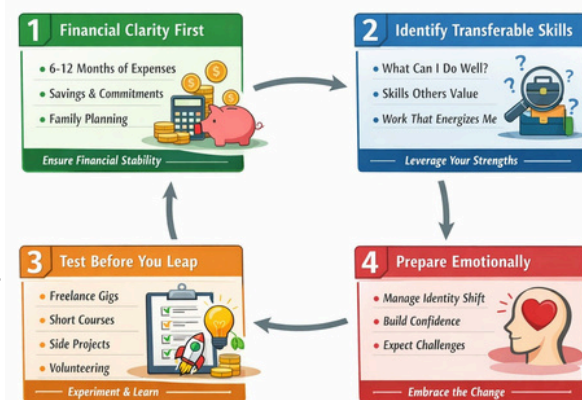 1 Financial Clarity First
6-12 Months of Expenses
Savings & Commitments
Family Planning
Ensure Financial Stability
2 Identify Transferable Skills
What Can I Do Well?
Skills Others Value
Work That Energizes Me
Leverage Your Strengths
3 Test Before You Leap
Freelance Gigs
Short Courses
Side Projects
Volunteering
Experiment & Learn
4 Prepare Emotionally
Manage Identity Shift
Build Confidence
Expect Challenges
Embrace the Change